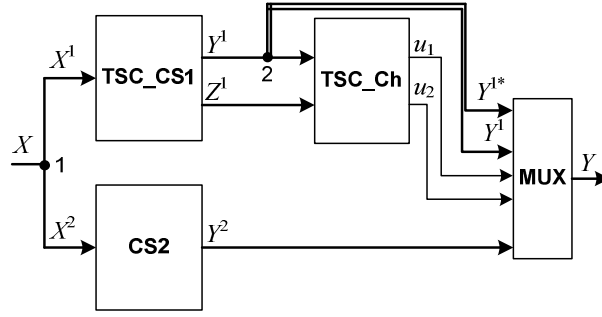 X
1
X¹
TSC_CS1
Y¹
Z¹
2
TSC_Ch
u₁
u₂
Y¹*
Y¹
MUX
Y
X²
CS2
Y²